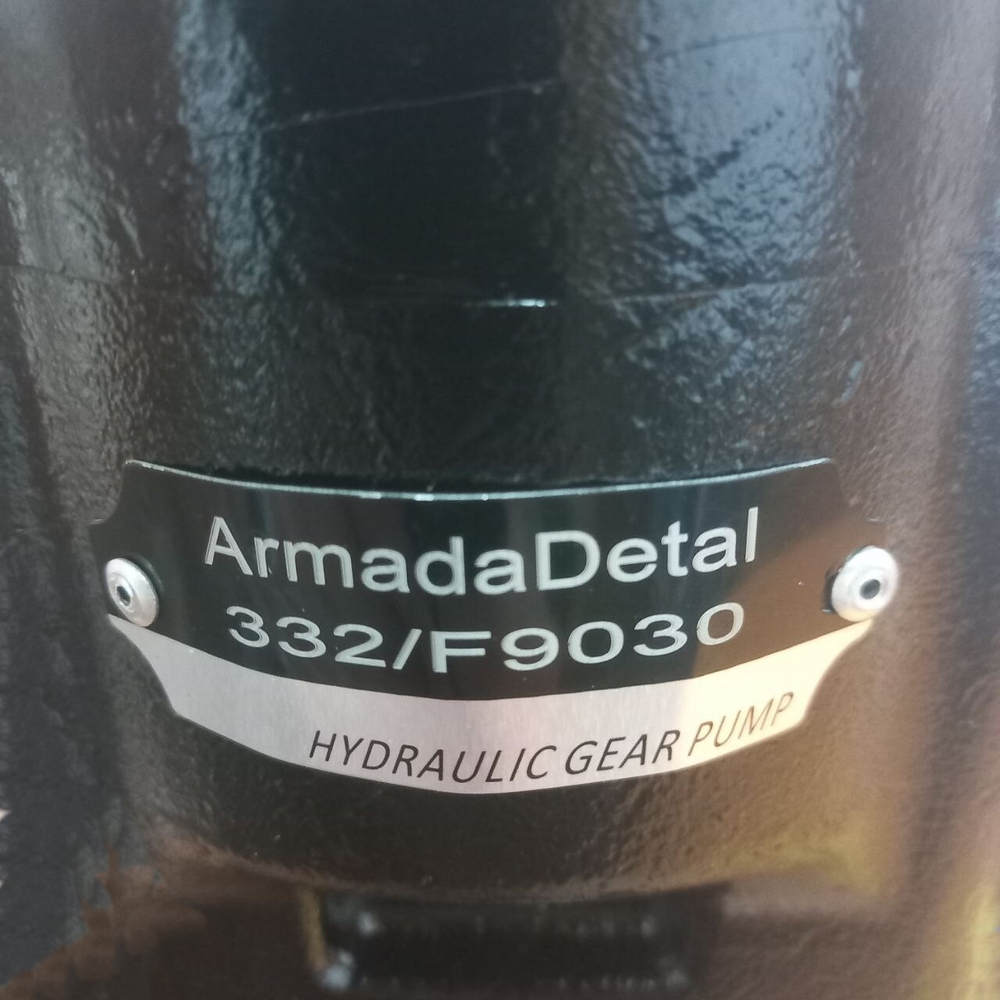 ArmadaDetal
332/F9030
HYDRAULIC GEAR PUMP